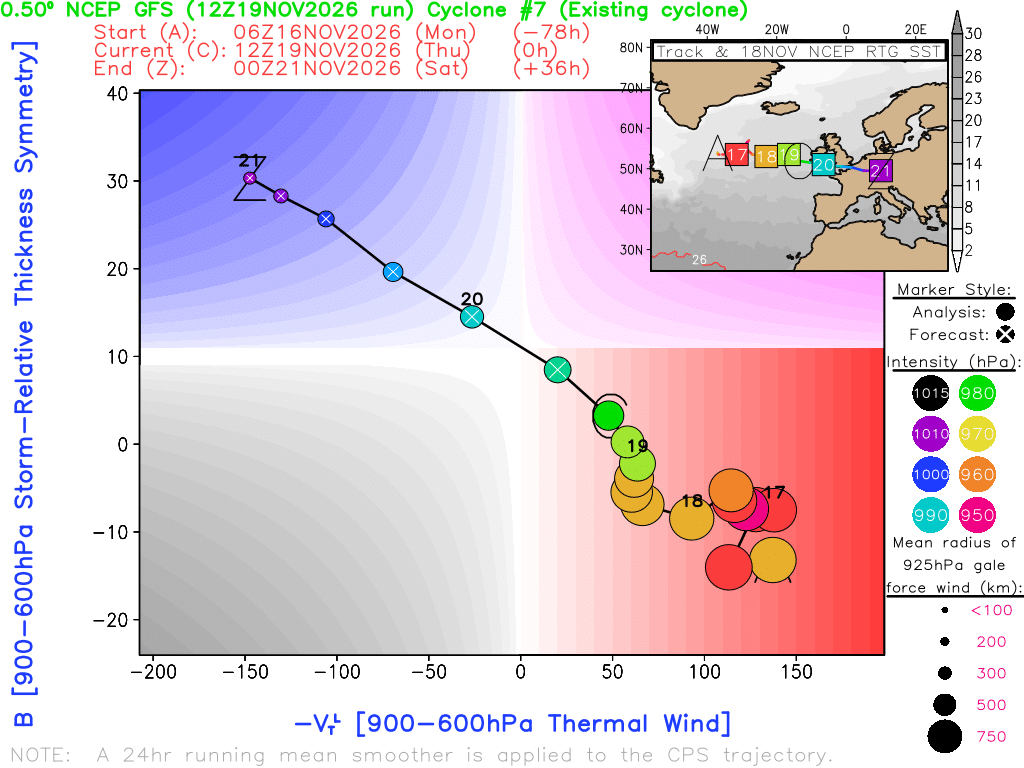 0.50° NCEP GFS (12Z19NOV2026 run) Cyclone #7 (Existing cyclone)
Start (A): 06Z16NOV2026 (Mon) (−78h)
Current (C): 12Z19NOV2026 (Thu) (0h)
End (Z): 00Z21NOV2026 (Sat) (+36h)
40W 20W 0 20E
Track & 18NOV NCEP RTG SST
80N
70N
60N
50N
40N
30N
A 17 18 19 20 21 Z
26
30
28
26
23
20
17
14
11
8
5
2
B [900−600hPa Storm−Relative Thickness Symmetry]
40
30
20
10
0
−10
−20
Z
21
20
19
C
18
17
A
−200 −150 −100 −50 0 50 100 150
−VTL [900−600hPa Thermal Wind]
Marker Style:
Analysis:
Forecast:
Intensity (hPa):
1015 980
1010 970
1000 960
990 950
Mean radius of
925hPa gale
force wind (km):
<100
200
300
500
750
NOTE: A 24hr running mean smoother is applied to the CPS trajectory.